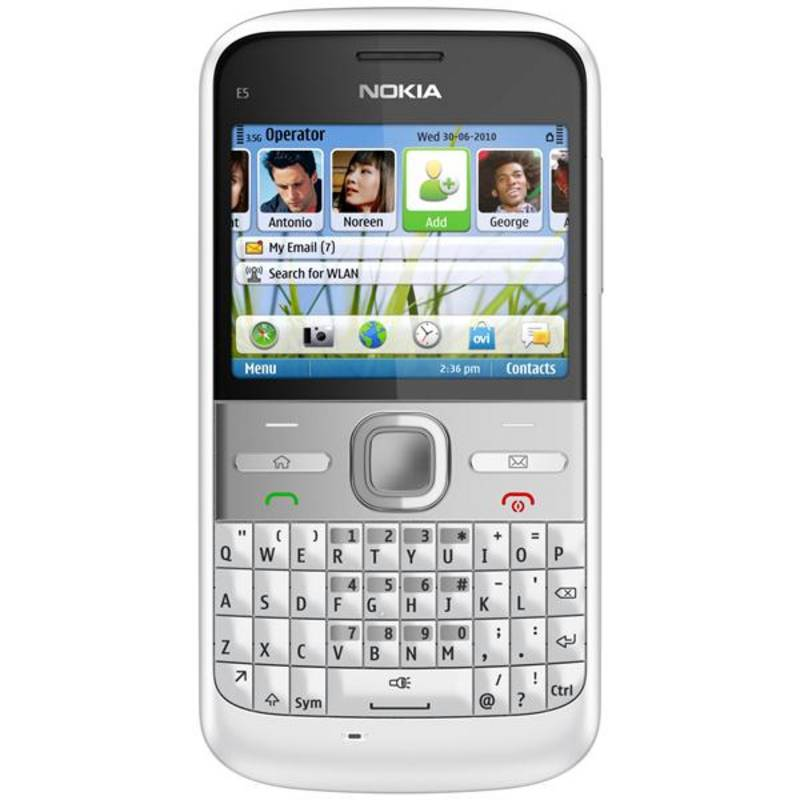 E5 NOKIA
3.5G Operator Wed 30-06-2010
Antonio Noreen Add George
My Email (7)
Search for WLAN
ovi
Menu 2:36 pm Contacts
" ( ) 1 2 3 * + =
Q W E R T Y U I O P
4 5 6 # - '
A S D F G H J K L
7 8 9 0 ; :
Z X C V B N M , .
/ !
Sym @ ? Ctrl